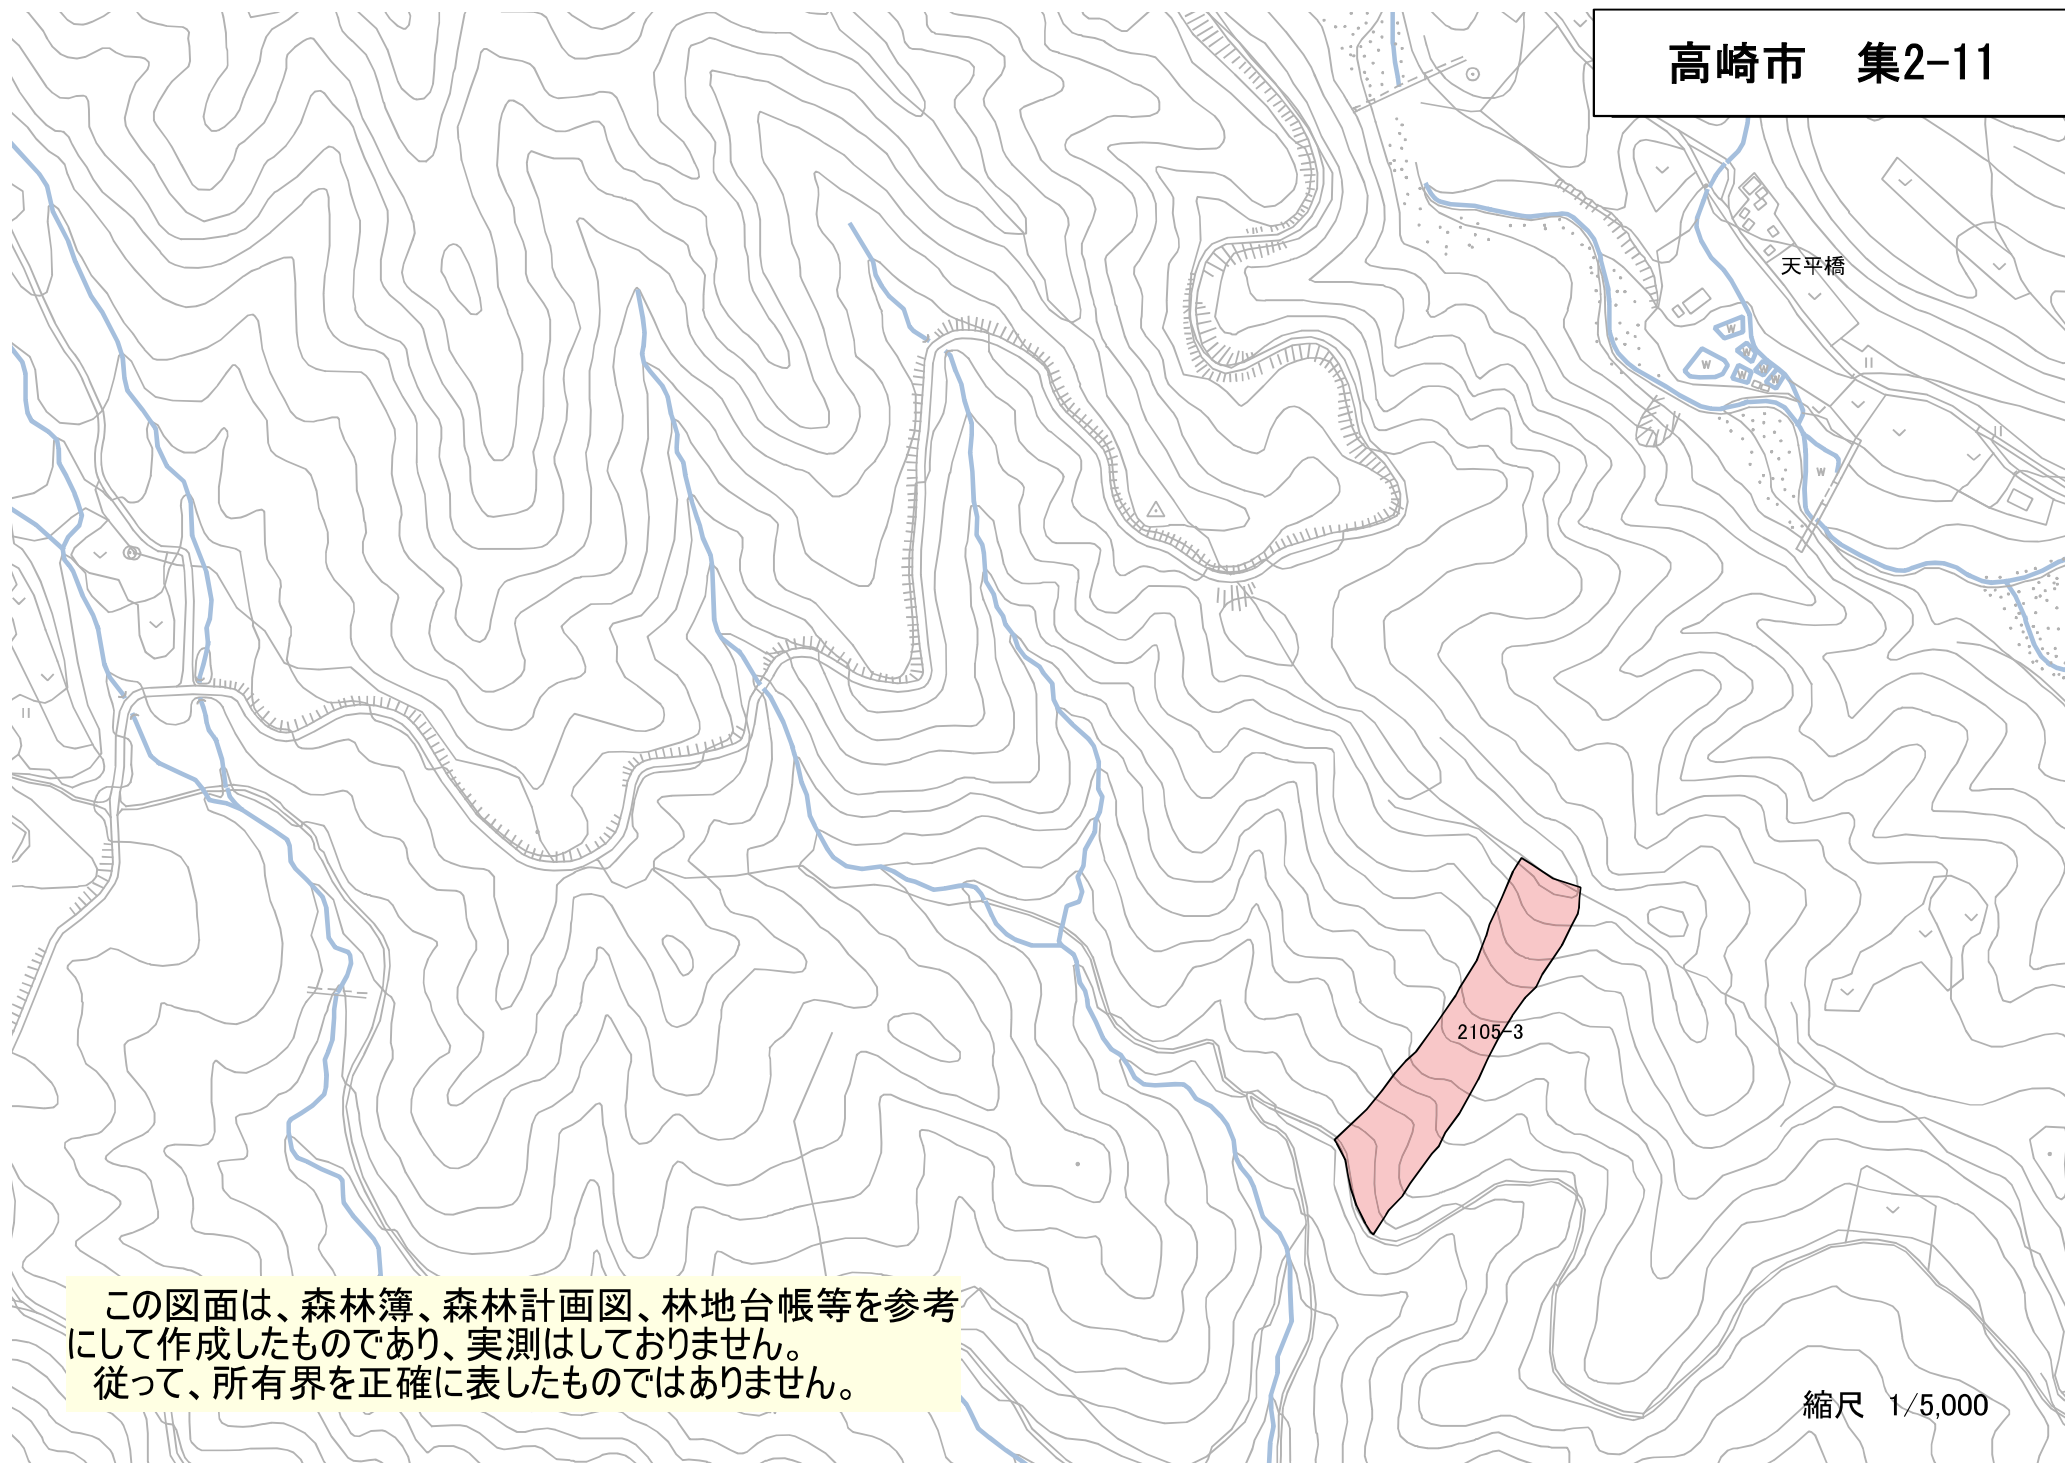 高崎市　集2-11
天平橋
W
W
W
W
W
W
W
2105-3
　この図面は、森林簿、森林計画図、林地台帳等を参考
にして作成したものであり、実測はしておりません。
　従って、所有界を正確に表したものではありません。
縮尺　1/5,000